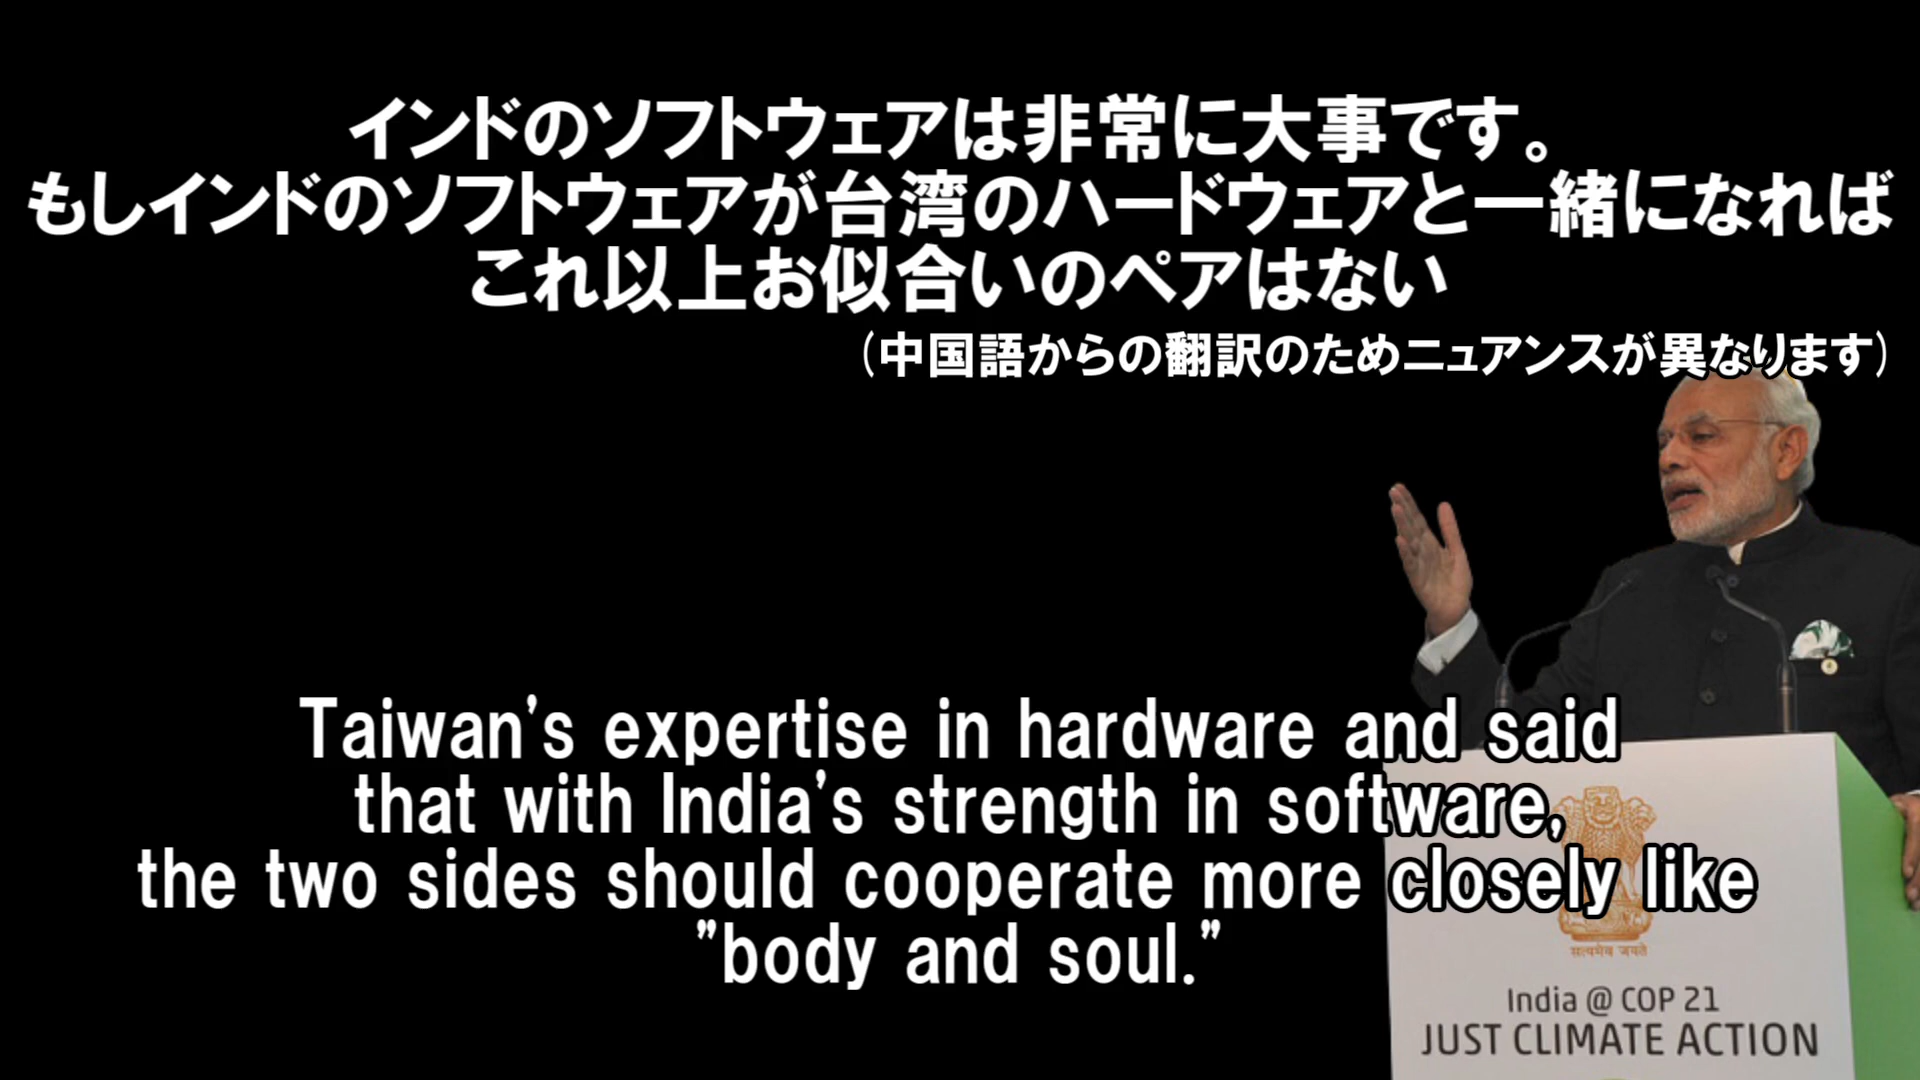 インドのソフトウェアは非常に大事です。
もしインドのソフトウェアが台湾のハードウェアと一緒になれば
これ以上お似合いのペアはない
(中国語からの翻訳のためニュアンスが異なります)
Taiwan's expertise in hardware and said
that with India's strength in software,
the two sides should cooperate more closely like
"body and soul."
सत्यमेव जयते
India @ COP 21
JUST CLIMATE ACTION